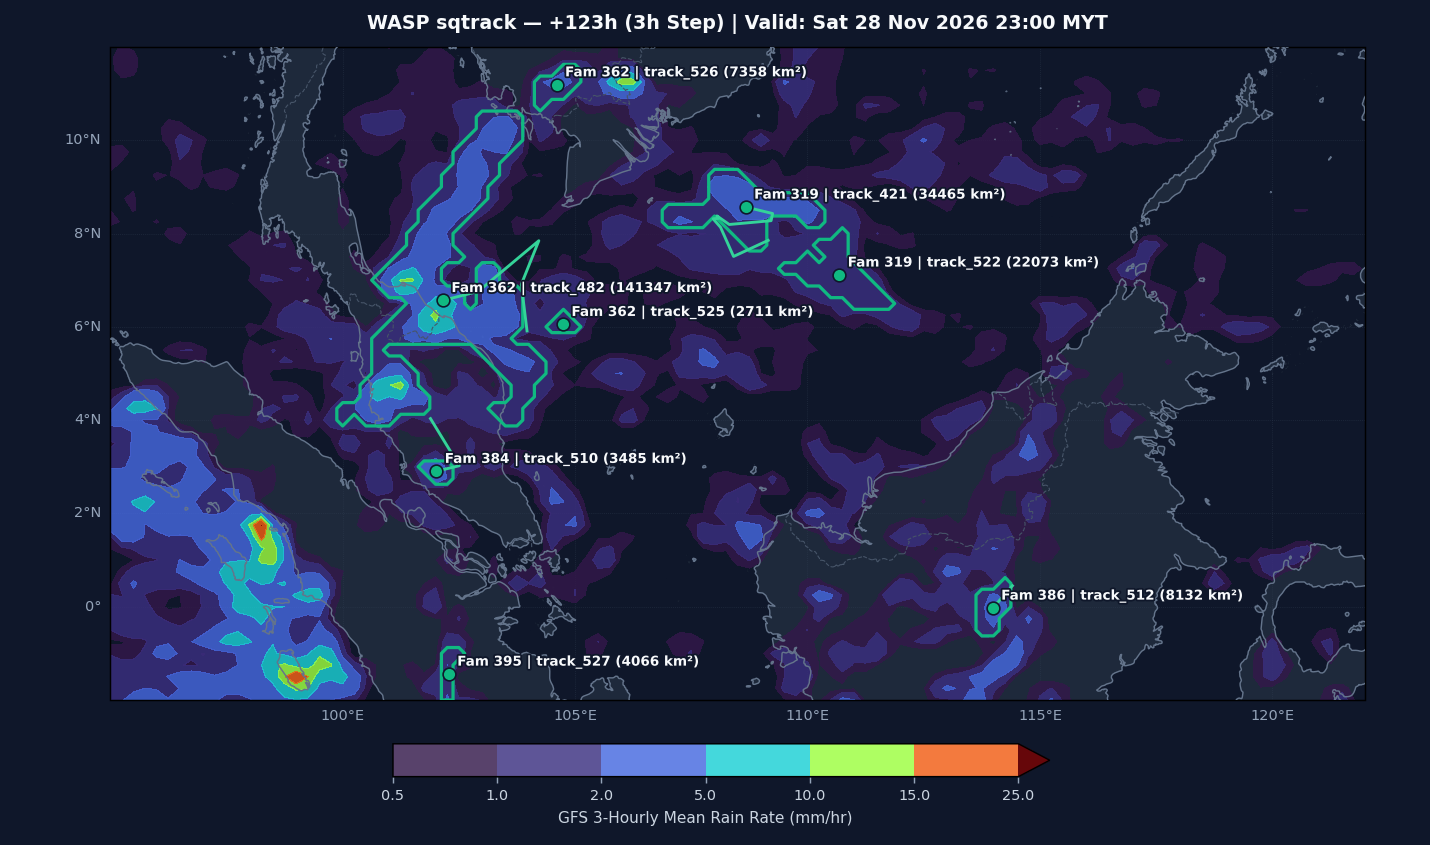 WASP sqtrack — +123h (3h Step) | Valid: Sat 28 Nov 2026 23:00 MYT
Fam 362 | track_526 (7358 km²)
10°N
Fam 319 | track_421 (34465 km²)
8°N
Fam 319 | track_522 (22073 km²)
Fam 362 | track_482 (141347 km²)
Fam 362 | track_525 (2711 km²)
6°N
4°N
Fam 384 | track_510 (3485 km²)
2°N
Fam 386 | track_512 (8132 km²)
0°
Fam 395 | track_527 (4066 km²)
100°E 105°E 110°E 115°E 120°E
0.5 1.0 2.0 5.0 10.0 15.0 25.0
GFS 3-Hourly Mean Rain Rate (mm/hr)